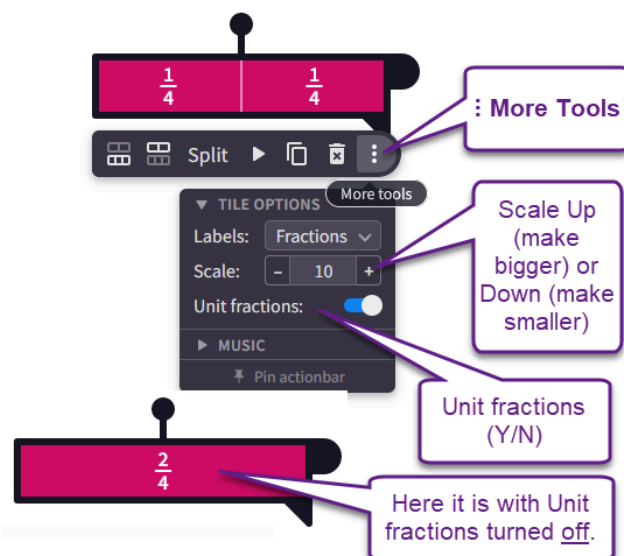 1/4 1/4
⋮ More Tools
Split
More tools
▼ TILE OPTIONS
Labels: Fractions
Scale: − 10 +
Unit fractions:
▶ MUSIC
Pin actionbar
Scale Up
(make
bigger) or
Down (make
smaller)
Unit fractions
(Y/N)
2/4
Here it is with Unit
fractions turned off.